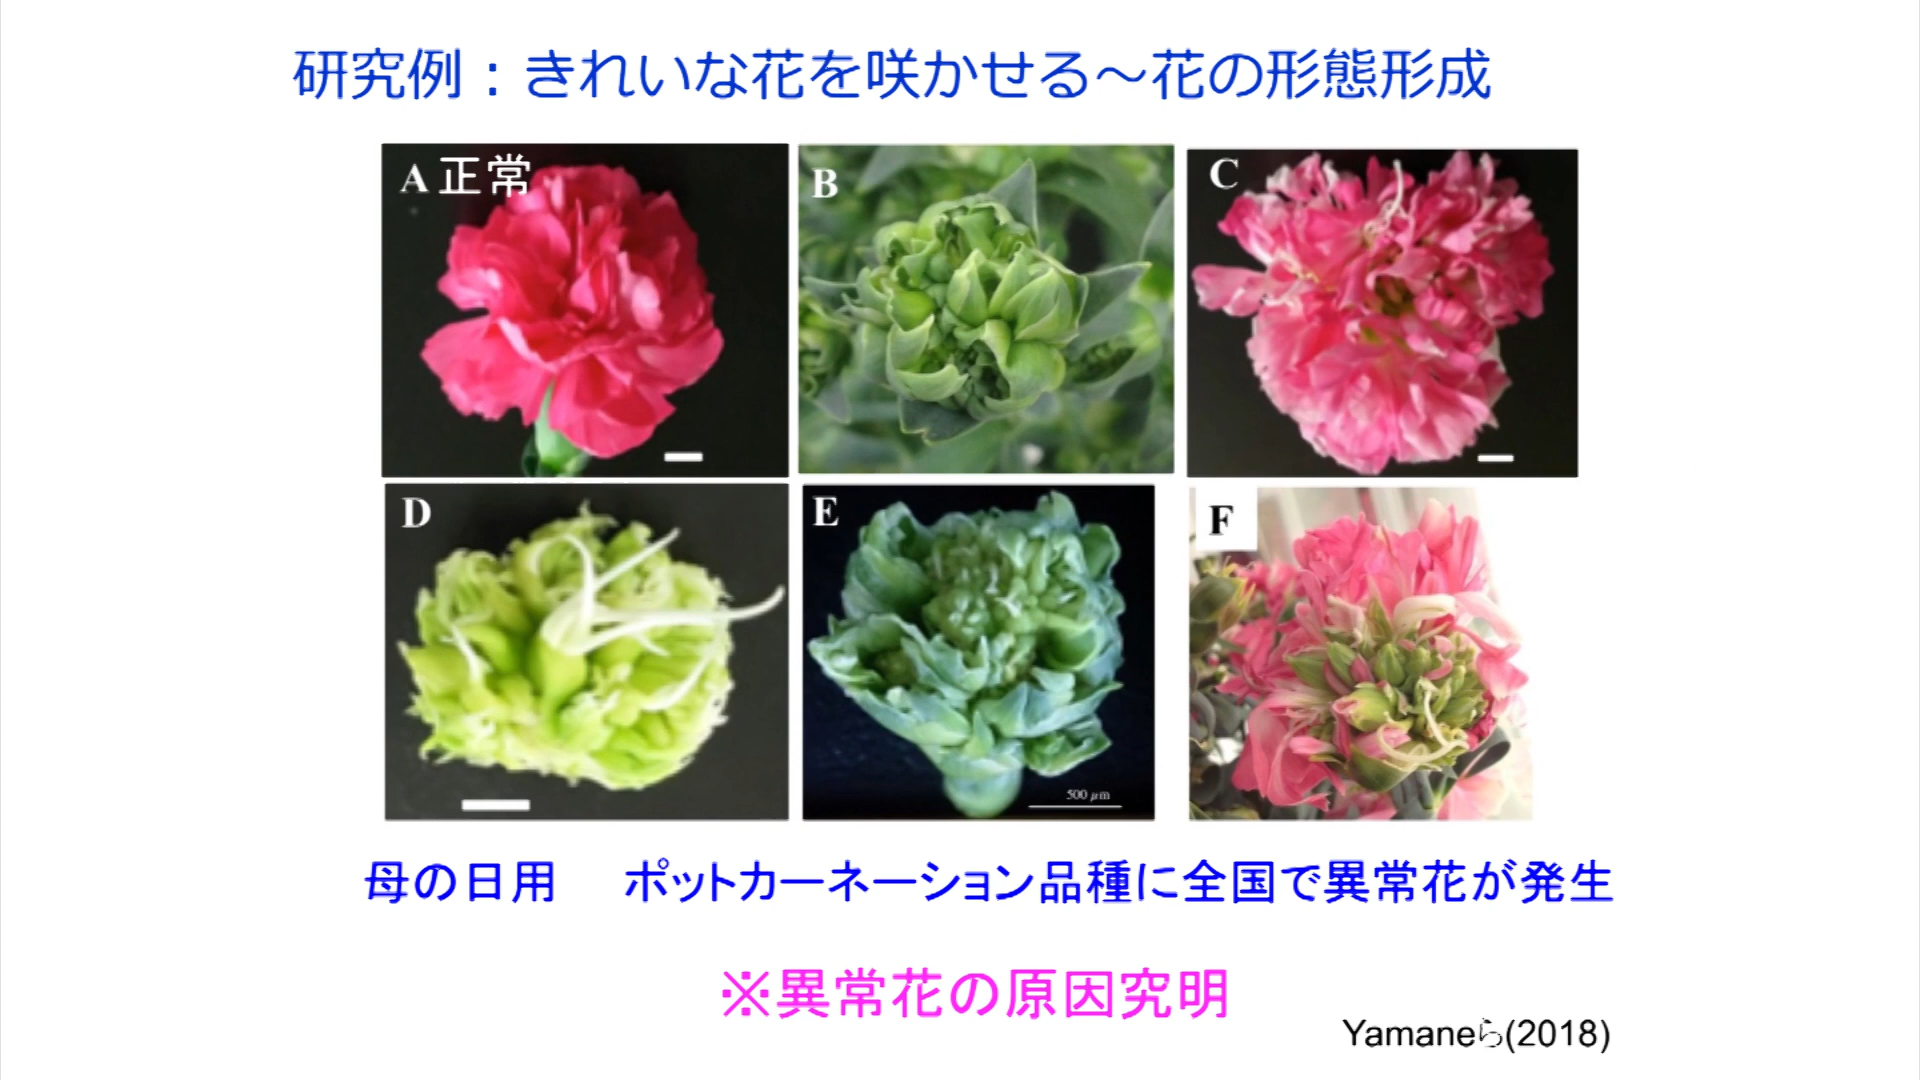 研究例：きれいな花を咲かせる～花の形態形成
A 正常
B
C
D
E
500 μm
F
母の日用　ポットカーネーション品種に全国で異常花が発生
※異常花の原因究明
Yamaneら(2018)